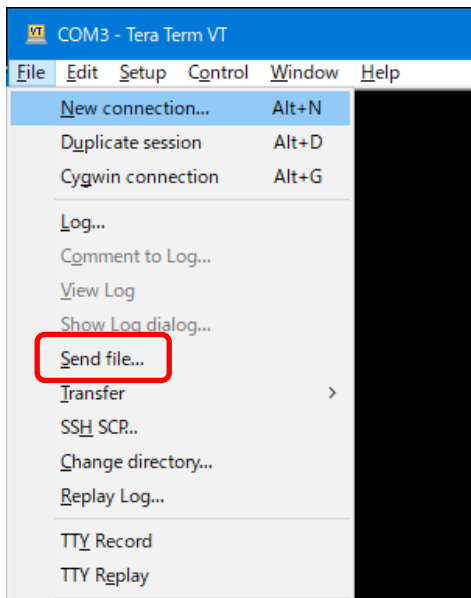 VT COM3 - Tera Term VT
File Edit Setup Control Window Help
New connection... Alt+N
Duplicate session Alt+D
Cygwin connection Alt+G
Log...
Comment to Log...
View Log
Show Log dialog...
Send file...
Transfer >
SSH SCP...
Change directory...
Replay Log...
TTY Record
TTY Replay